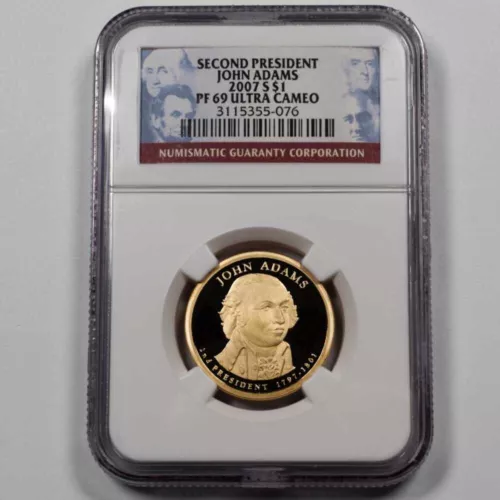 SECOND PRESIDENT
JOHN ADAMS
2007 S $1
PF 69 ULTRA CAMEO
3115355-076
NUMISMATIC GUARANTY CORPORATION
JOHN ADAMS
2nd PRESIDENT 1797-1801